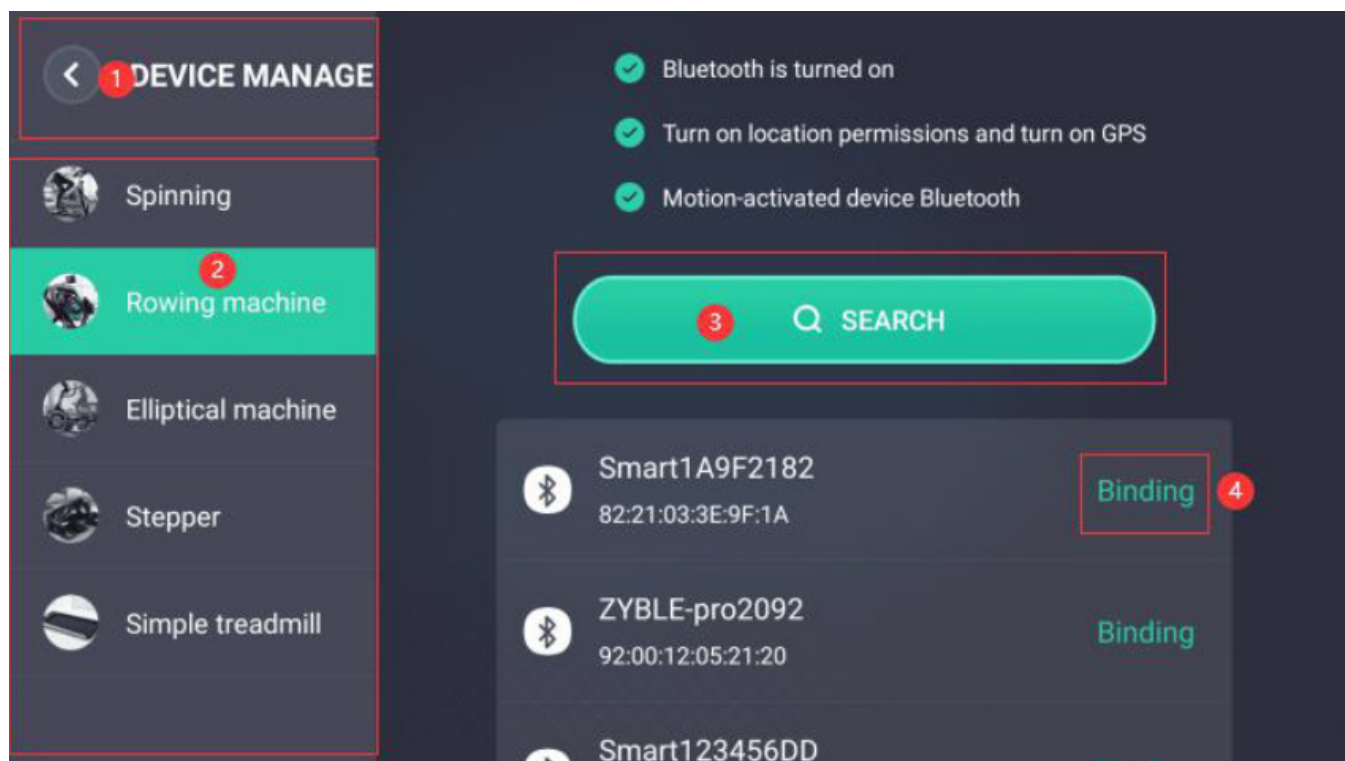 1 DEVICE MANAGE
Spinning
2
Rowing machine
Elliptical machine
Stepper
Simple treadmill
Bluetooth is turned on
Turn on location permissions and turn on GPS
Motion-activated device Bluetooth
3 SEARCH
Smart1A9F2182
82:21:03:3E:9F:1A
Binding 4
ZYBLE-pro2092
92:00:12:05:21:20
Binding
Smart123456DD